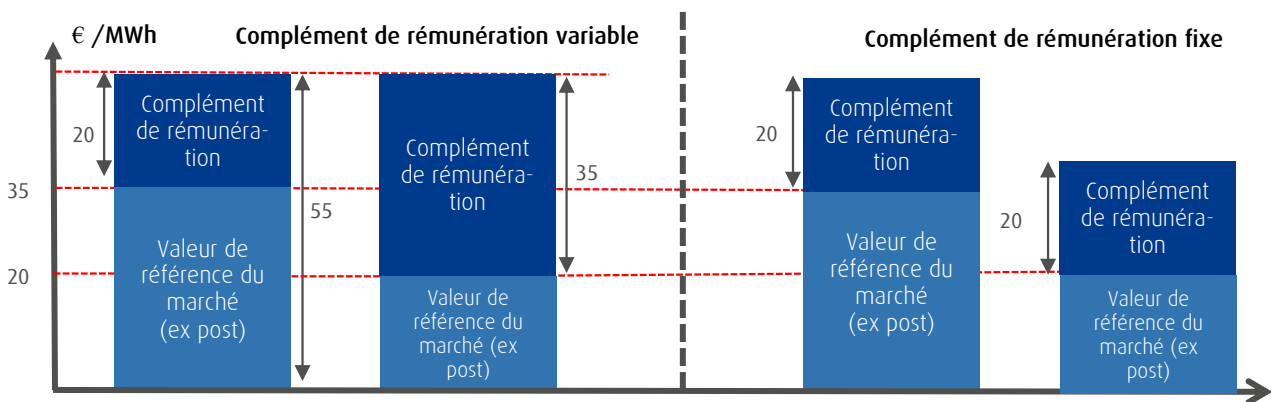 € /MWh
Complément de rémunération variable
Complément de rémunération fixe
35
20
20
Complément
de rémunéra-
tion
Valeur de
référence du
marché
(ex post)
55
Complément
de rémunéra-
tion
Valeur de
référence du
marché (ex
post)
35
20
Complément
de rémunéra-
tion
Valeur de
référence du
marché
(ex post)
20
Complément
de rémunéra-
tion
Valeur de
référence du
marché (ex
post)